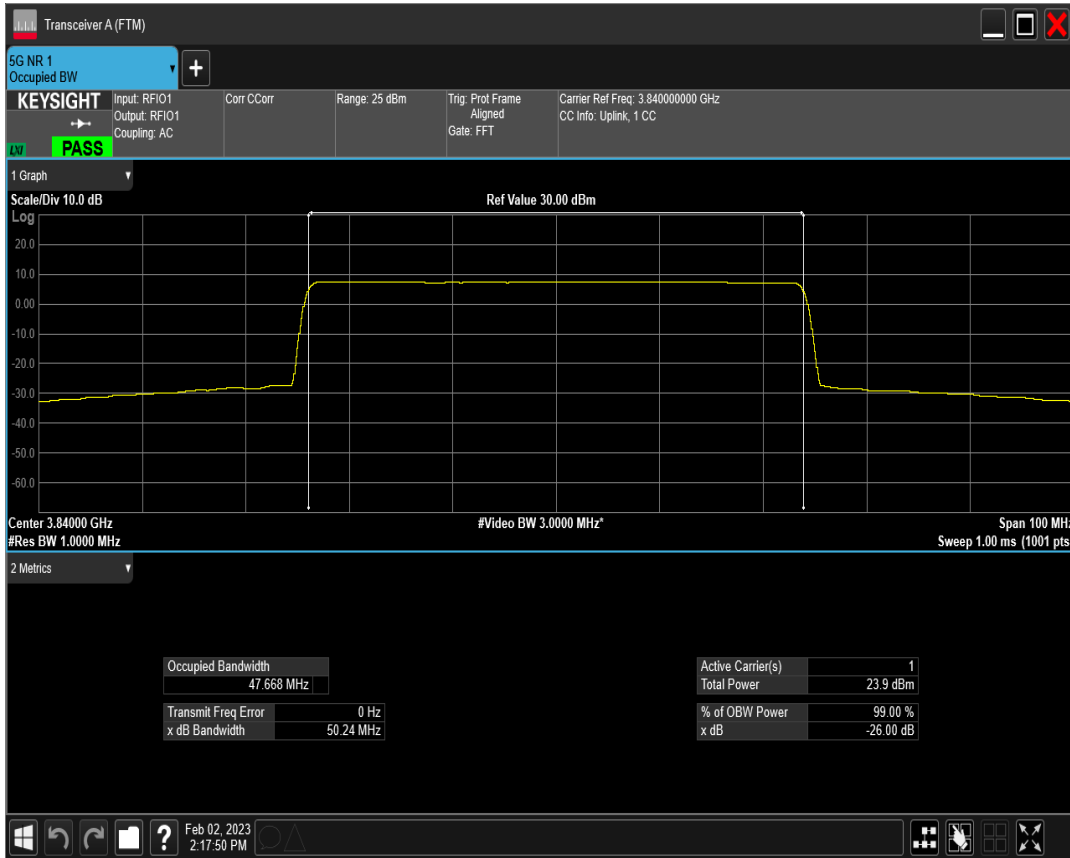 Transceiver A (FTM)
5G NR 1
Occupied BW
+
KEYSIGHT
LXI
PASS
Input: RFIO1
Output: RFIO1
Coupling: AC
Corr CCorr
Range: 25 dBm
Trig: Prot Frame
Aligned
Gate: FFT
Carrier Ref Freq: 3.840000000 GHz
CC Info: Uplink, 1 CC
1 Graph
Scale/Div 10.0 dB
Ref Value 30.00 dBm
Log
20.0
10.0
0.00
-10.0
-20.0
-30.0
-40.0
-50.0
-60.0
Center 3.84000 GHz
#Video BW 3.0000 MHz*
Span 100 MHz
#Res BW 1.0000 MHz
Sweep 1.00 ms (1001 pts
2 Metrics
Occupied Bandwidth
47.668 MHz
Transmit Freq Error 0 Hz
x dB Bandwidth 50.24 MHz
Active Carrier(s) 1
Total Power 23.9 dBm
% of OBW Power 99.00 %
x dB -26.00 dB
?
Feb 02, 2023
2:17:50 PM